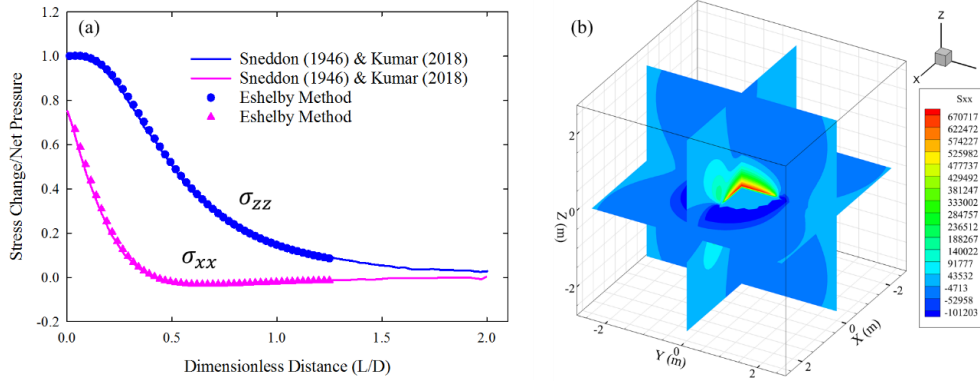 (a)
Stress Change/Net Pressure
1.2
1.0
0.8
0.6
0.4
0.2
0.0
-0.2
Sneddon (1946) & Kumar (2018)
Sneddon (1946) & Kumar (2018)
Eshelby Method
Eshelby Method
σzz
σxx
0.0 0.5 1.0 1.5 2.0
Dimensionless Distance (L/D)
(b)
Z
X
Y
Sxx
670717
622472
574227
525982
477737
429492
381247
333002
284757
236512
188267
140022
91777
43532
-4713
-52958
-101203
Z (m)
2
0
-2
-2
0
2
Y (m)
-2
0
2
X (m)